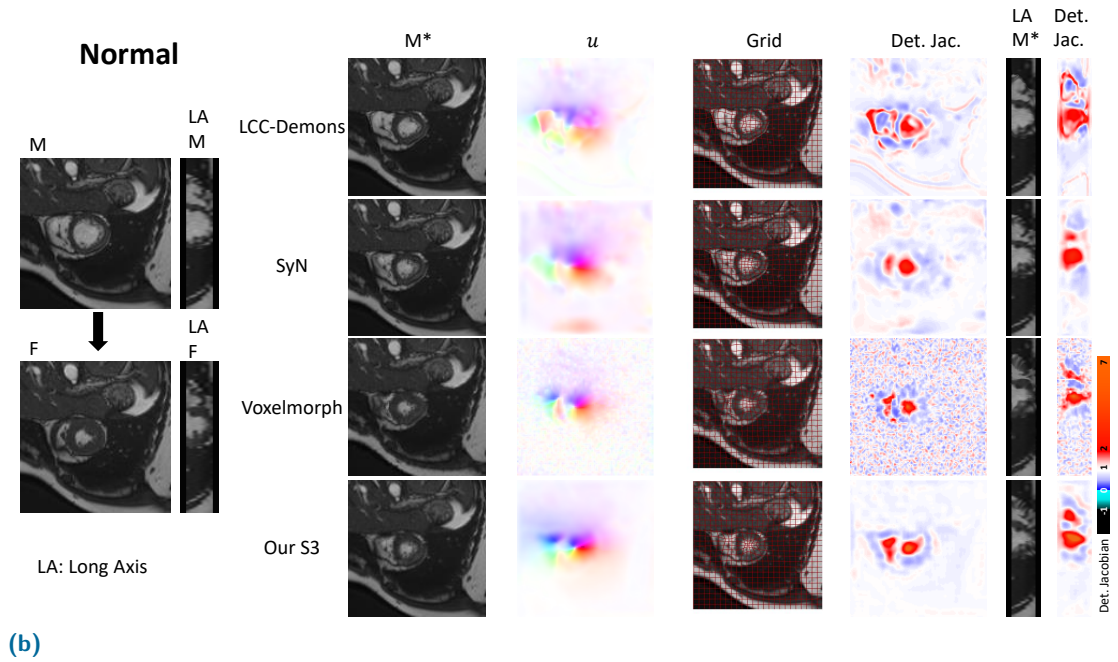 Normal
M
LA
M
F
LA
F
LA: Long Axis
M*
u
Grid
Det. Jac.
LA
M*
Det.
Jac.
LCC-Demons
SyN
Voxelmorph
Our S3
-1 0 1 2 7
Det. Jacobian
(b)